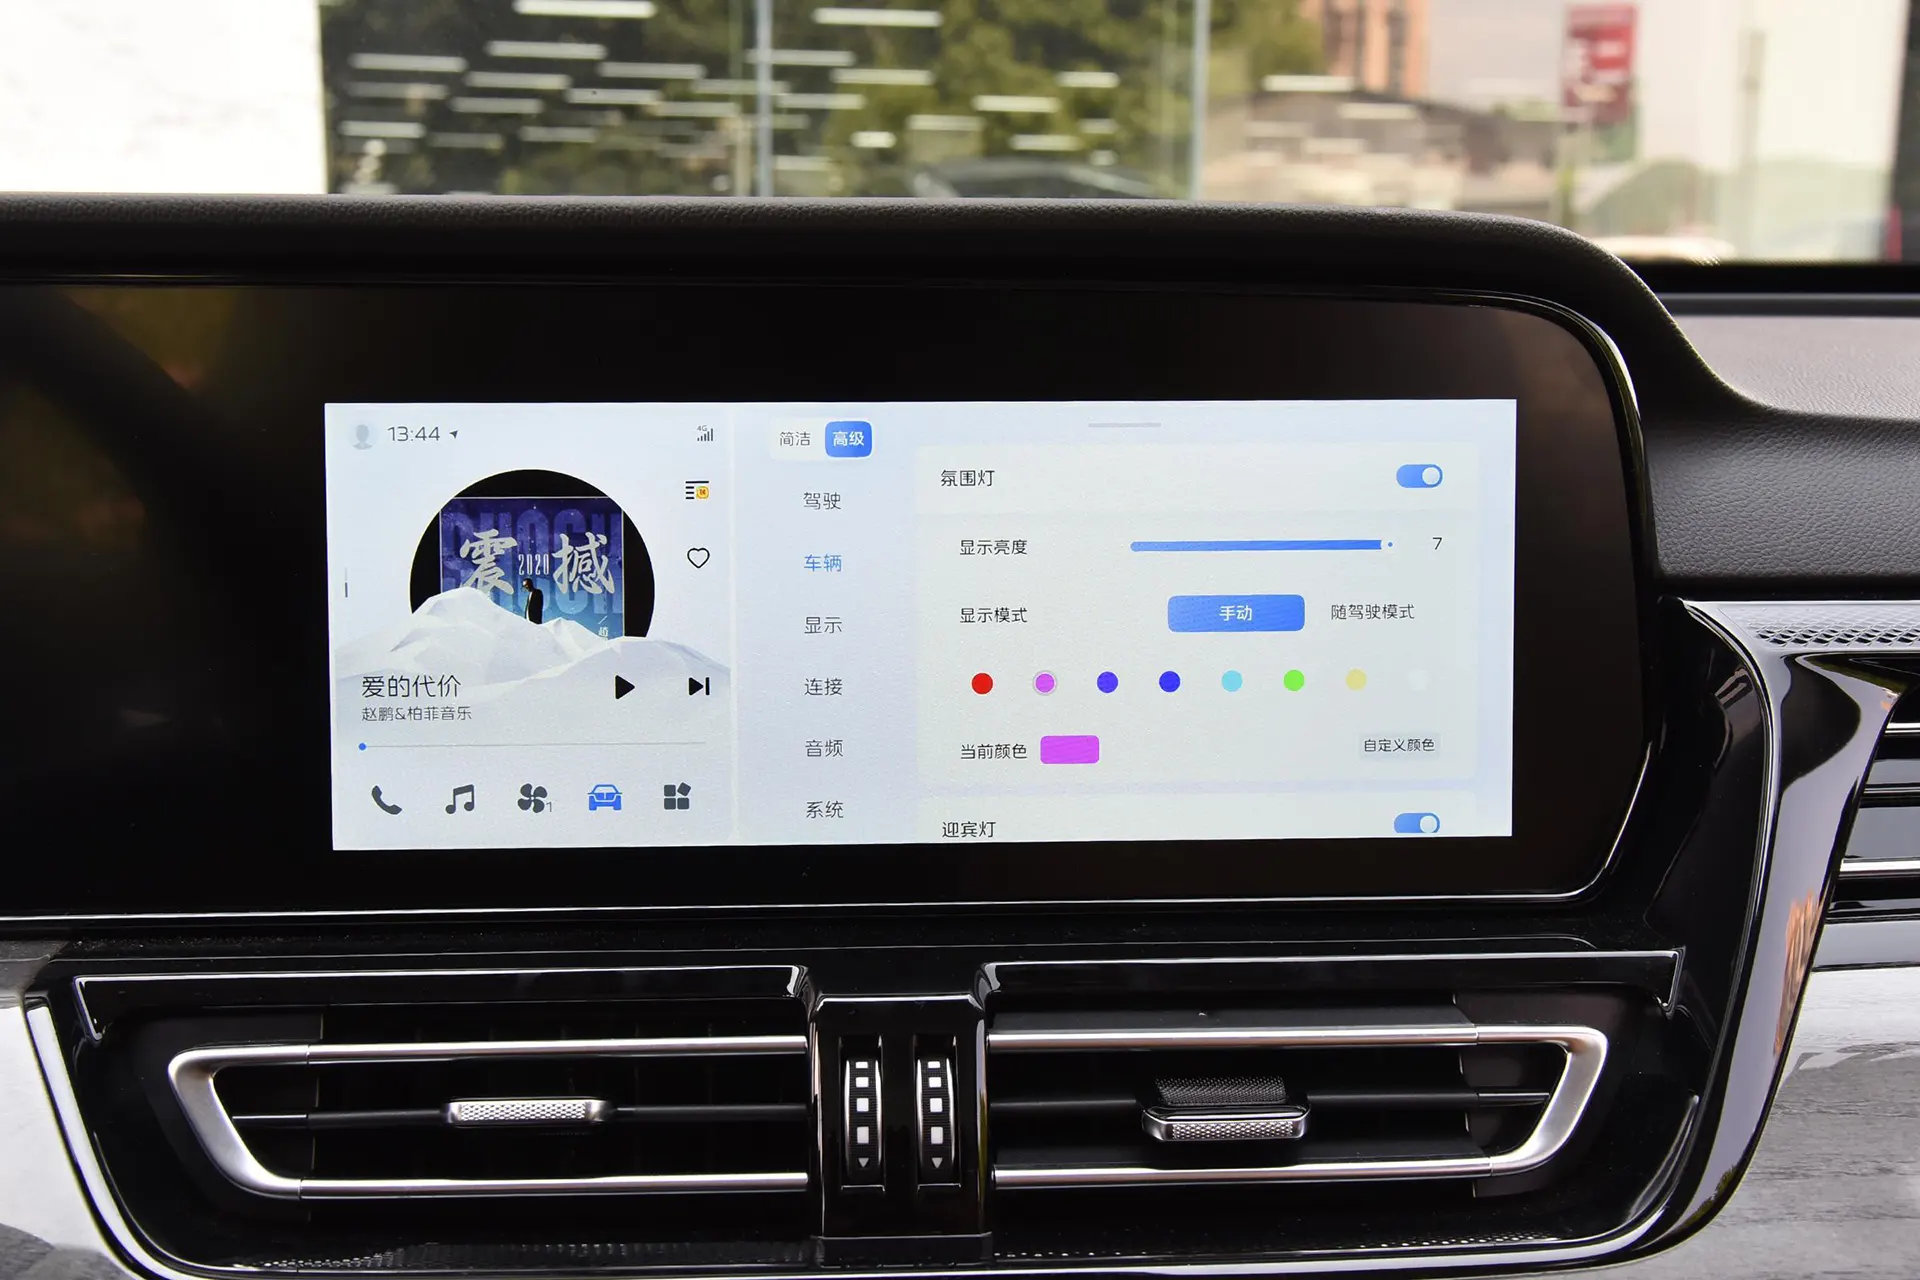 13:44
4G
震撼
2020
爱的代价
赵鹏&柏菲音乐
1
简洁
高级
驾驶
车辆
显示
连接
音频
系统
氛围灯
显示亮度
7
显示模式
手动
随驾驶模式
当前颜色
自定义颜色
迎宾灯